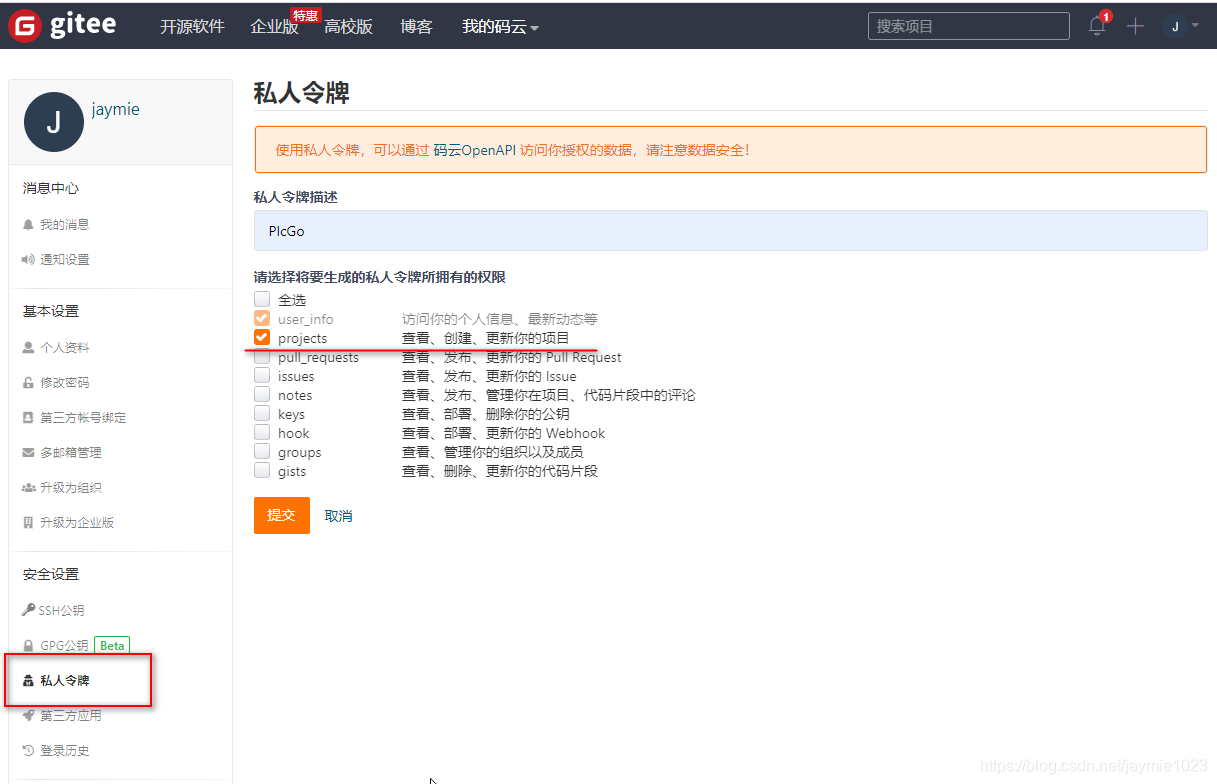 gitee 开源软件 企业版 特惠 高校版 博客 我的码云 搜索项目 1 J
J jaymie
消息中心
我的消息
通知设置
基本设置
个人资料
修改密码
第三方帐号绑定
多邮箱管理
升级为组织
升级为企业版
安全设置
SSH公钥
GPG公钥 Beta
私人令牌
第三方应用
登录历史
私人令牌
使用私人令牌，可以通过 码云OpenAPI 访问你授权的数据，请注意数据安全！
私人令牌描述
PIcGo
请选择将要生成的私人令牌所拥有的权限
全选
user_info 访问你的个人信息、最新动态等
projects 查看、创建、更新你的项目
pull_requests 查看、发布、更新你的 Pull Request
issues 查看、发布、更新你的 Issue
notes 查看、发布、管理你在项目、代码片段中的评论
keys 查看、部署、删除你的公钥
hook 查看、部署、更新你的 Webhook
groups 查看、管理你的组织以及成员
gists 查看、删除、更新你的代码片段
提交 取消
https://blog.csdn.net/jaymie1023